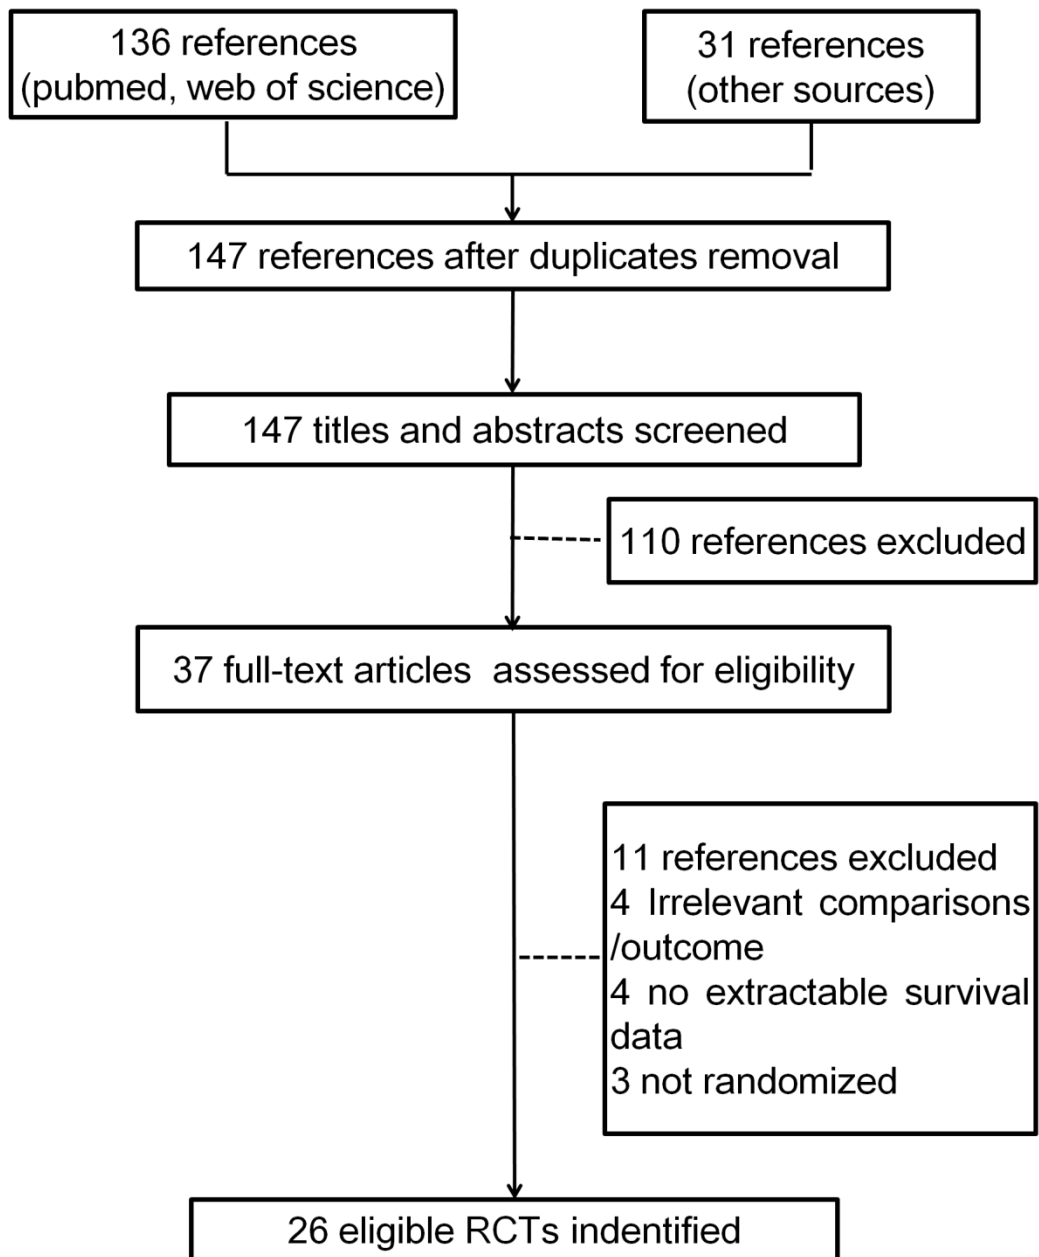 136 references
(pubmed, web of science)
31 references
(other sources)
147 references after duplicates removal
147 titles and abstracts screened
110 references excluded
37 full-text articles  assessed for eligibility
11 references excluded
4 Irrelevant comparisons
/outcome
4 no extractable survival
data
3 not randomized
26 eligible RCTs indentified